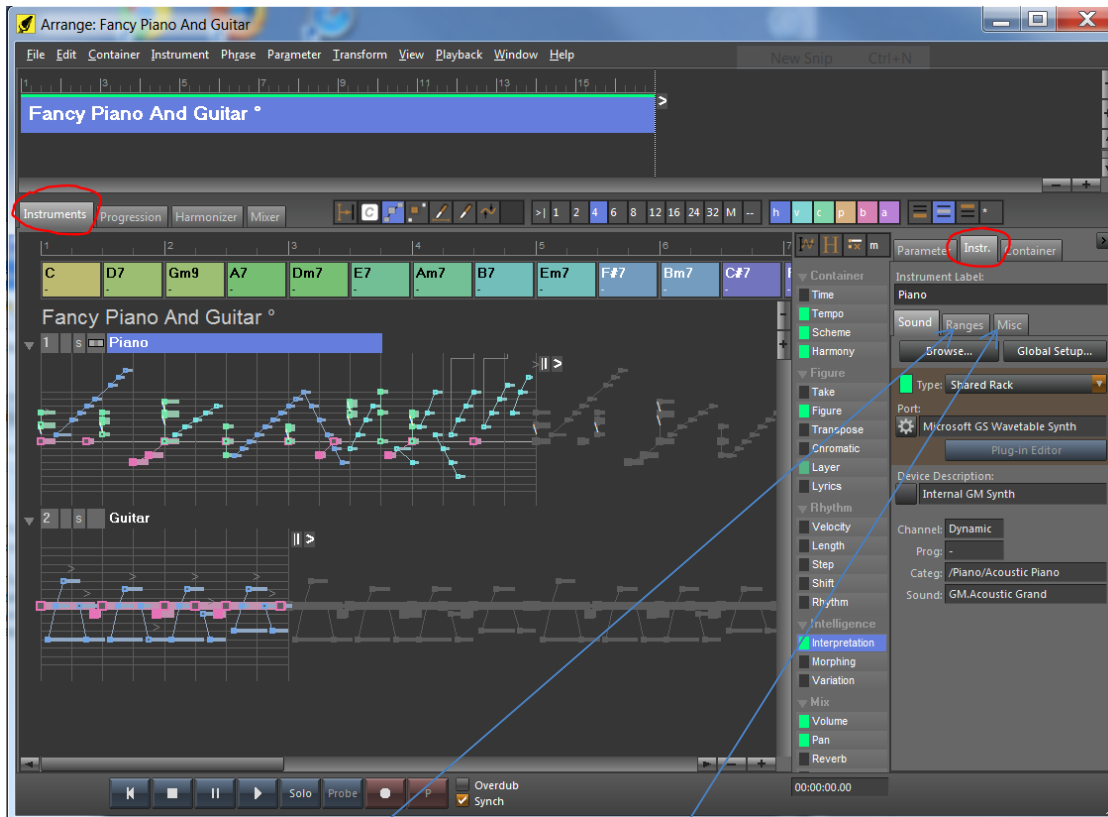 Arrange: Fancy Piano And Guitar
File Edit Container Instrument Phrase Parameter Transform View Playback Window Help
New Snip Ctrl+N
1 3 5 7 9 11 13 15
Fancy Piano And Guitar °
>
Instruments Progression Harmonizer Mixer
C >| 1 2 4 6 8 12 16 24 32 M -- h v c p b a *
1 2 3 4 5 6 7
C D7 Gm9 A7 Dm7 E7 Am7 B7 Em7 F#7 Bm7 C#7
Fancy Piano And Guitar °
1 s Piano
2 s Guitar
H m
Container
Time
Tempo
Scheme
Harmony
Figure
Take
Figure
Transpose
Chromatic
Layer
Lyrics
Rhythm
Velocity
Length
Step
Shift
Rhythm
Intelligence
Interpretation
Morphing
Variation
Mix
Volume
Pan
Reverb
Parameter Instr. Container
Instrument Label:
Piano
Sound Ranges Misc
Browse... Global Setup...
Type: Shared Rack
Port:
Microsoft GS Wavetable Synth
Plug-in Editor
Device Description:
Internal GM Synth
Channel: Dynamic
Prog: -
Categ: /Piano/Acoustic Piano
Sound: GM.Acoustic Grand
Solo Probe P
Overdub
Synch
00:00:00.00